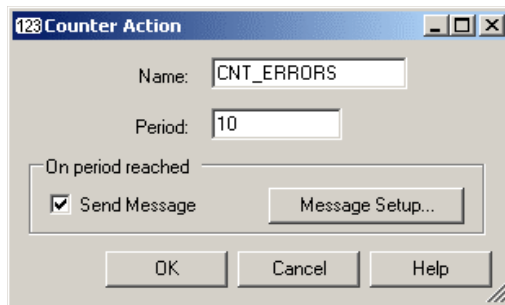 123 Counter Action
Name: CNT_ERRORS
Period: 10
On period reached
Send Message Message Setup...
OK Cancel Help